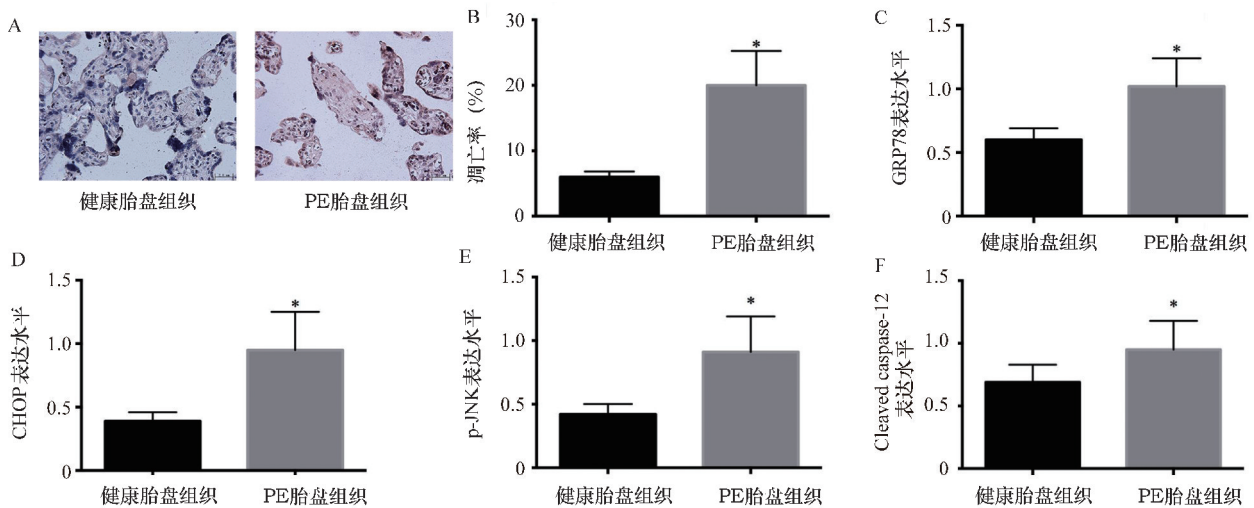 A
健康胎盘组织
PE胎盘组织
B
凋亡率 (%)
30
20
10
0
*
健康胎盘组织
PE胎盘组织
C
GRP78表达水平
1.5
1.0
0.5
0
*
健康胎盘组织
PE胎盘组织
D
CHOP表达水平
1.5
1.0
0.5
0
*
健康胎盘组织
PE胎盘组织
E
p-JNK表达水平
1.5
1.0
0.5
0
*
健康胎盘组织
PE胎盘组织
F
Cleaved caspase-12
表达水平
1.5
1.0
0.5
0
*
健康胎盘组织
PE胎盘组织